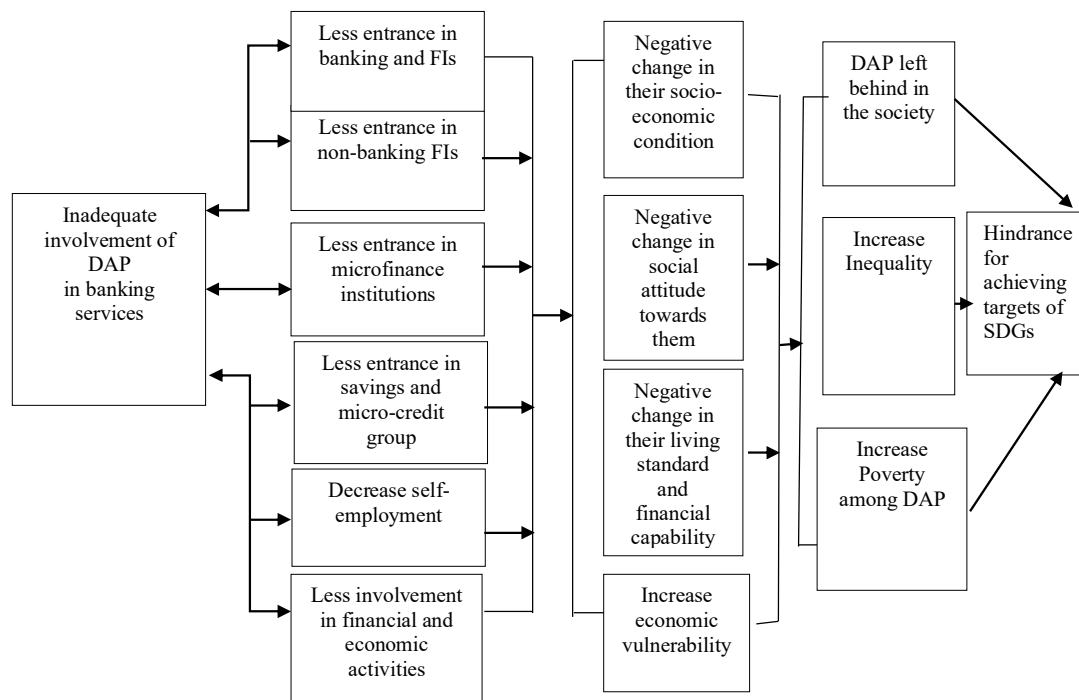 Inadequate
involvement of
DAP
in banking
services
Less entrance in
banking and FIs
Less entrance in
non-banking FIs
Less entrance in
microfinance
institutions
Less entrance in
savings and
micro-credit
group
Decrease self-
employment
Less involvement
in financial and
economic
activities
Negative
change in
their socio-
economic
condition
Negative
change in
social
attitude
towards
them
Negative
change in
their living
standard
and
financial
capability
Increase
economic
vulnerability
DAP left
behind in
the society
Increase
Inequality
Increase
Poverty
among DAP
Hindrance
for
achieving
targets of
SDGs